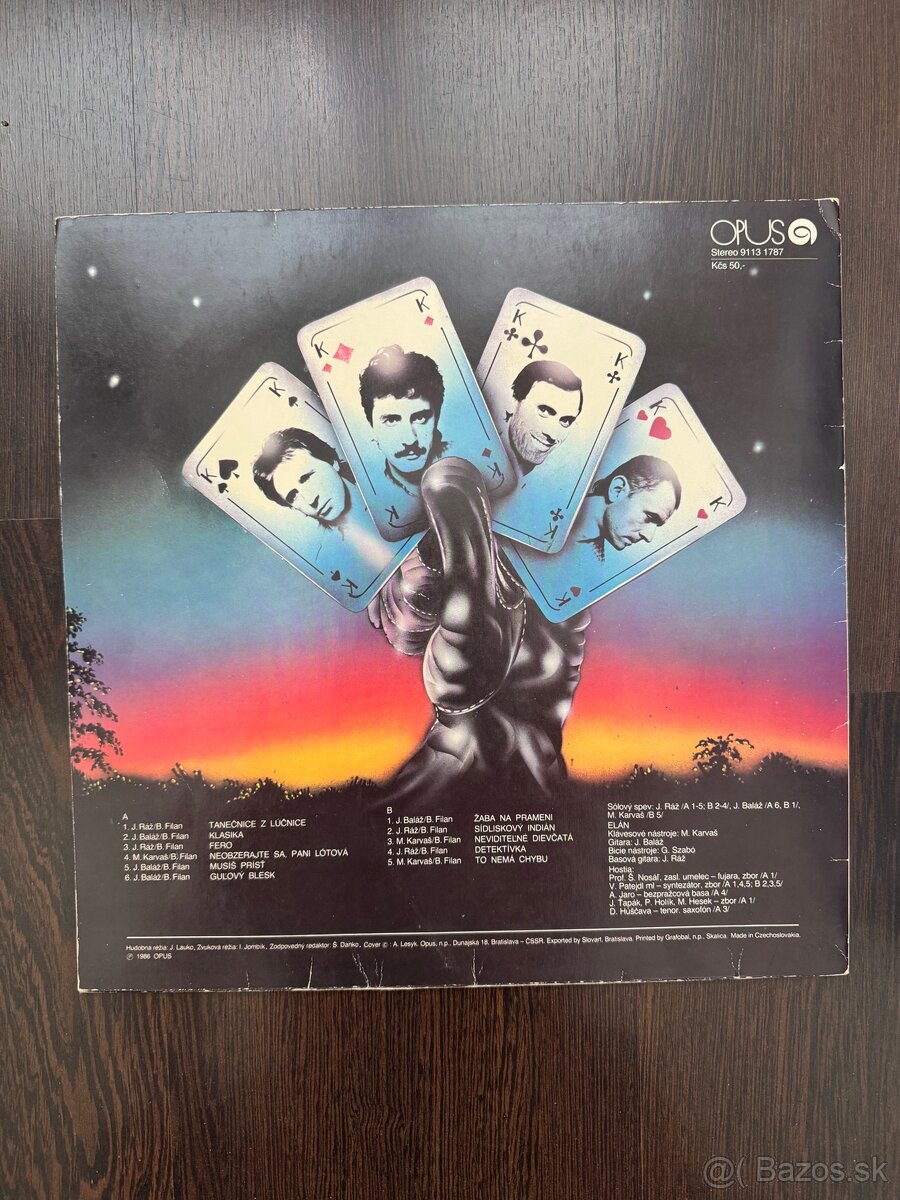 OPUS
Stereo 9113 1787
Kčs 50,-
K K K
K K K
K K K
K K
A
1. J. Ráž/B. Filan TANEČNICE Z LÚČNICE
2. J. Baláž/B. Filan KLASIKA
3. J. Ráž/B. Filan FERO
4. M. Karvaš/B. Filan NEOBZERAJTE SA, PANI LÓTOVÁ
5. J. Baláž/B. Filan MUSÍŠ PRÍSŤ
6. J. Baláž/B. Filan GUĽOVÝ BLESK
B
1. J. Baláž/B. Filan ŽABA NA PRAMENI
2. J. Ráž/B. Filan SÍDLISKOVÝ INDIÁN
3. M. Karvaš/B. Filan NEVIDITEĽNÉ DIEVČATÁ
4. J. Ráž/B. Filan DETEKTÍVKA
5. M. Karvaš/B. Filan TO NEMÁ CHYBU
Sólový spev: J. Ráž /A 1-5; B 2-4/, J. Baláž /A 6, B 1/,
M. Karvaš /B 5/
ELÁN
Klávesové nástroje: M. Karvaš
Gitara: J. Baláž
Bicie nástroje: G. Szabó
Basová gitara: J. Ráž
Hostia:
Prof. Š. Nosáľ, zasl. umelec – fujara, zbor /A 1/
V. Patejdl ml – syntezátor, zbor /A 1,4,5; B 2,3,5/
A. Jaro – bezpražcová basa /A 4/
J. Ťapák, P. Holík, M. Hesek – zbor /A 1/
D. Húščava – tenor. saxofón /A 3/
Hudobná réžia: J. Lauko, Zvuková réžia: I. Jombík, Zodpovedný redaktor: Š. Danko, Cover © : A. Lesyk. Opus, n.p., Dunajská 18, Bratislava – ČSSR. Exported by Slovart, Bratislava. Printed by Grafobal, n.p., Skalica. Made in Czechoslovakia.
℗ 1986 OPUS
@( Bazos.sk